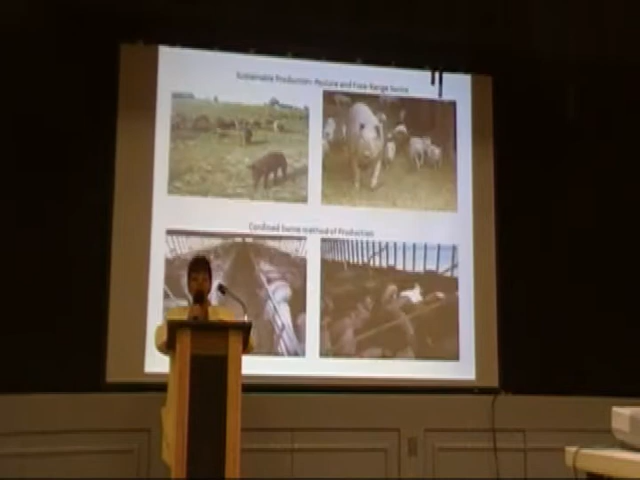 Sustainable Production: Pasture and Free-Range Swine
Confined Swine method of Production